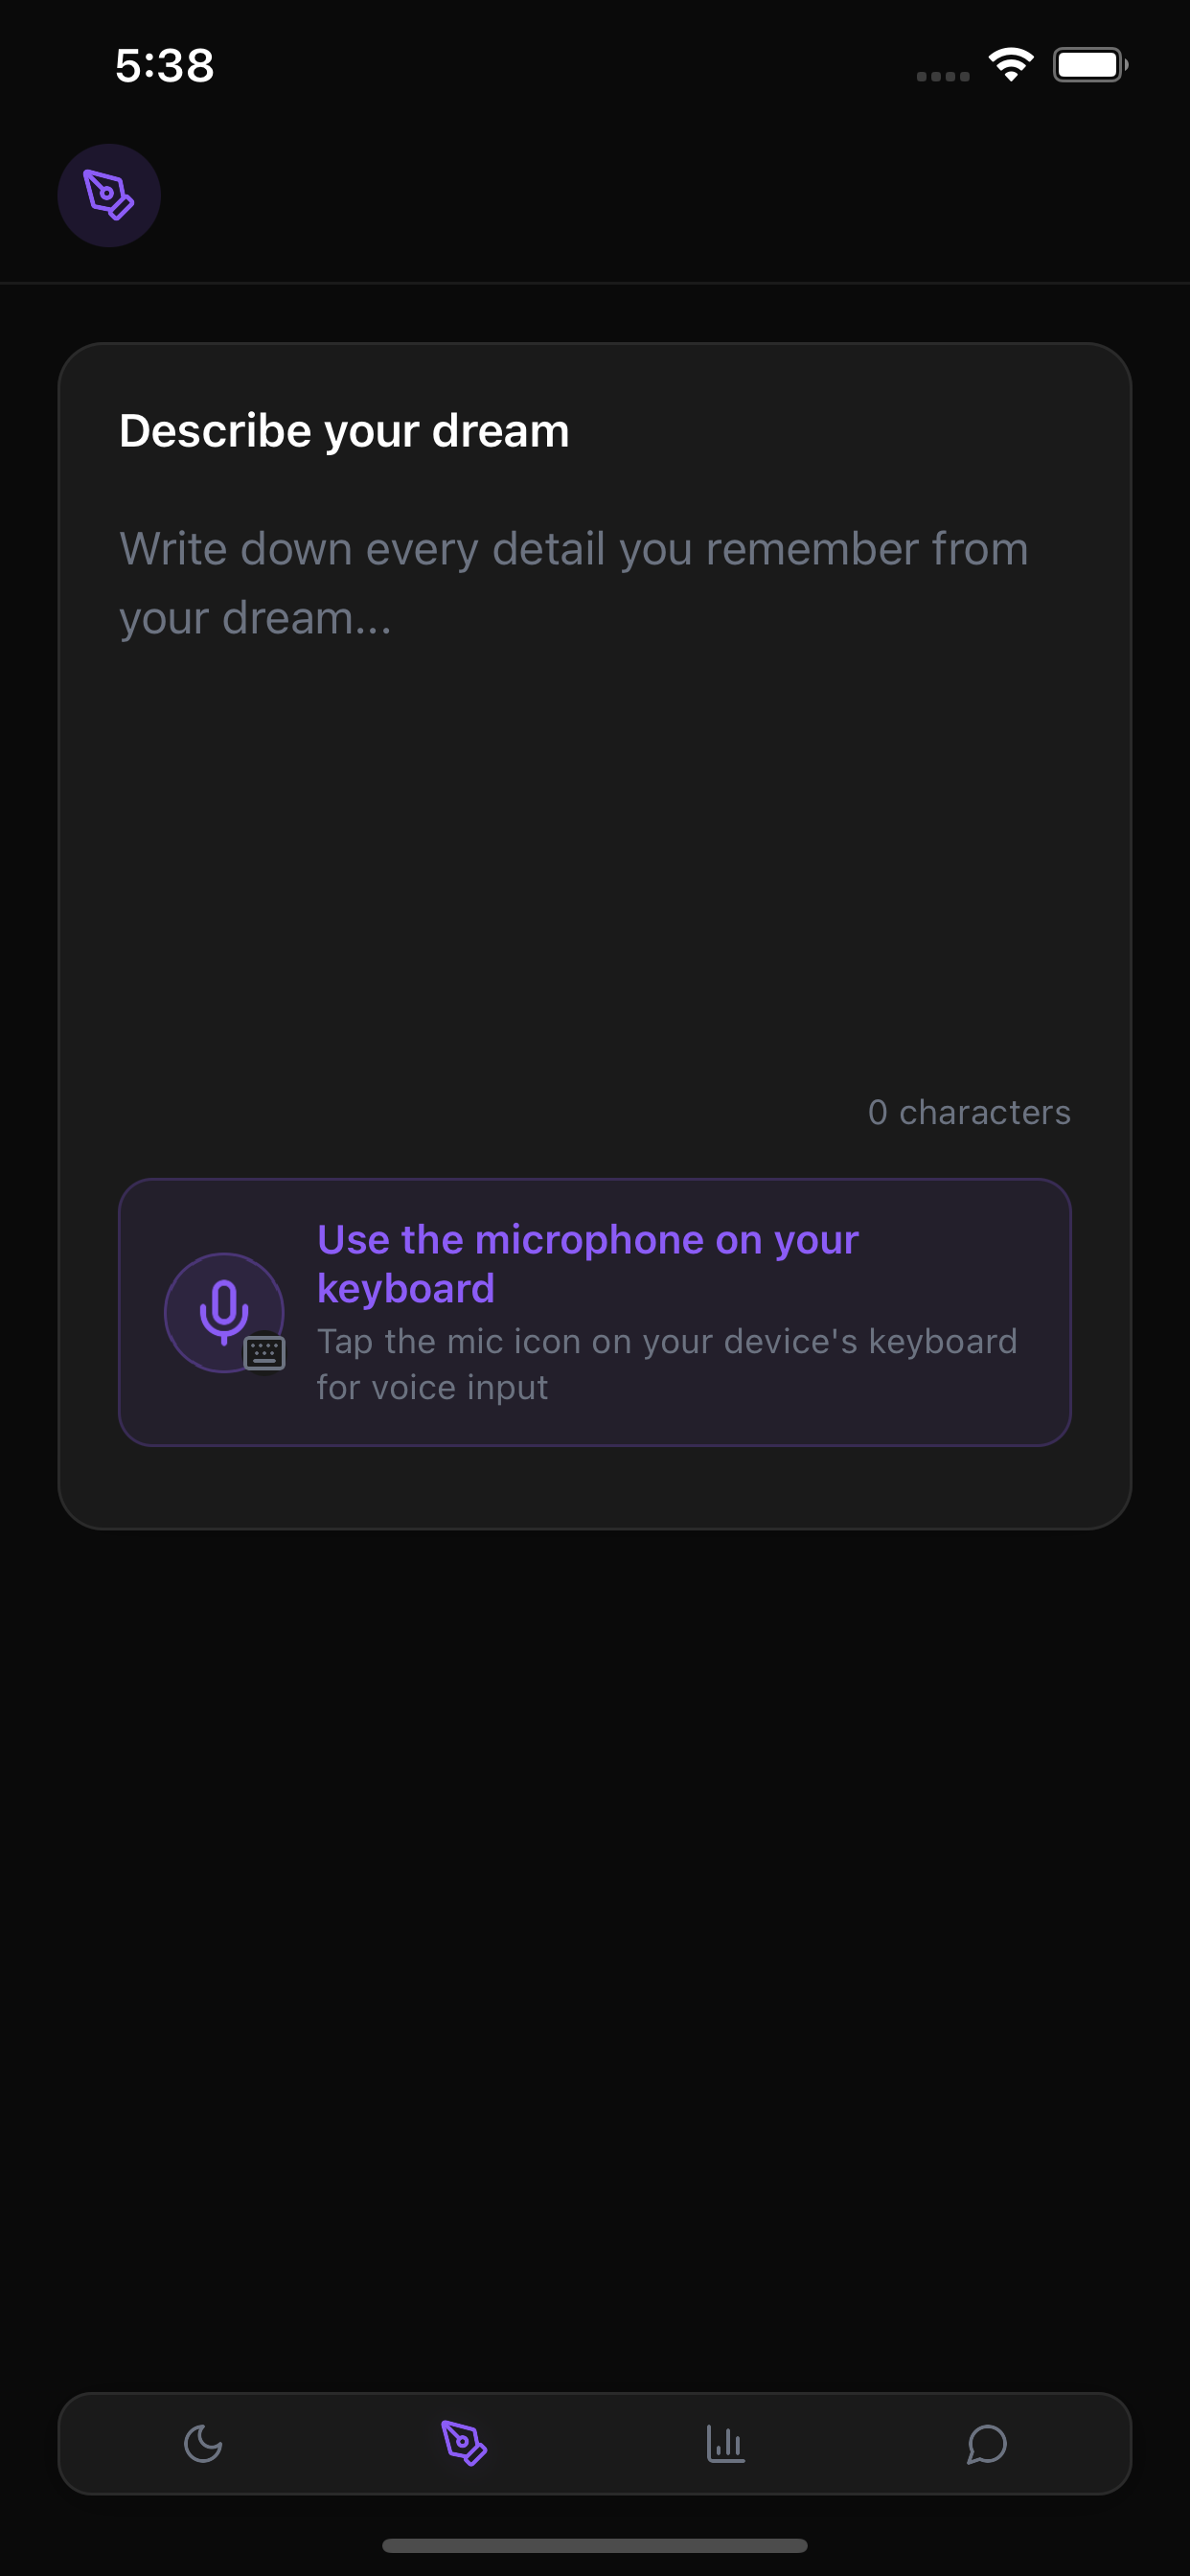 5:38
Describe your dream
Write down every detail you remember from
your dream...
0 characters
Use the microphone on your
keyboard
Tap the mic icon on your device's keyboard
for voice input